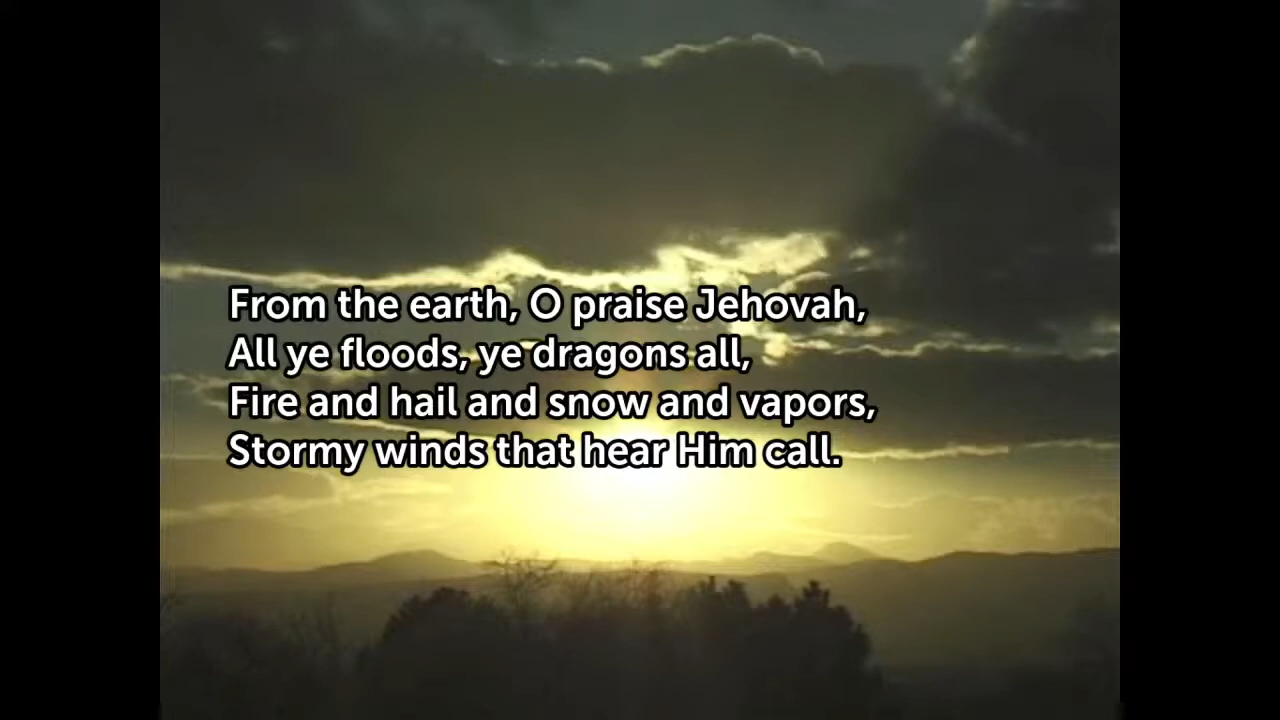 From the earth, O praise Jehovah,
All ye floods, ye dragons all,
Fire and hail and snow and vapors,
Stormy winds that hear Him call.